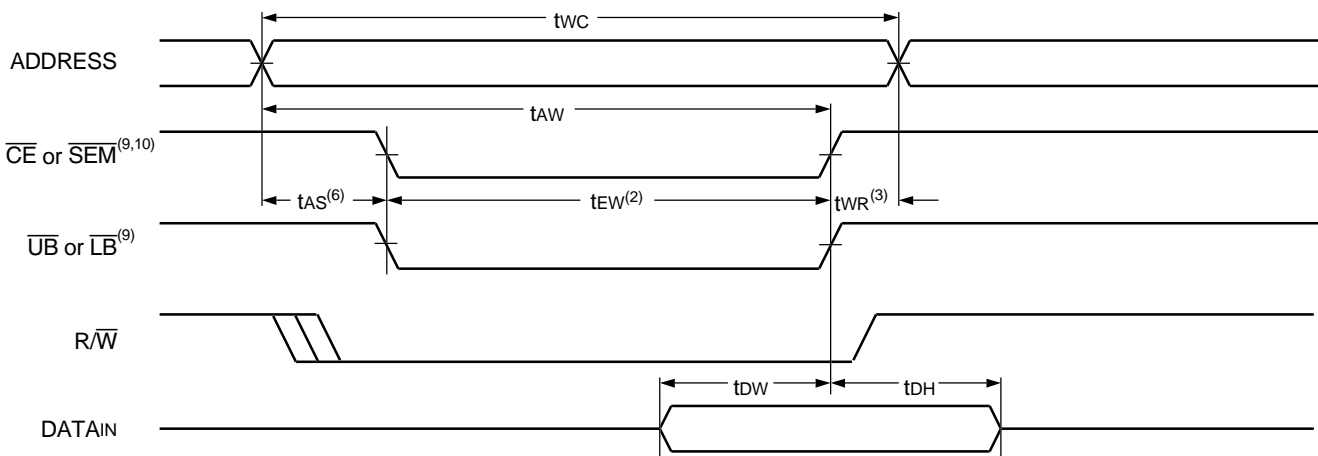 tWC
ADDRESS
tAW
CE or SEM(9,10)
tAS(6) tEW(2) tWR(3)
UB or LB(9)
R/W
tDW tDH
DATAIN